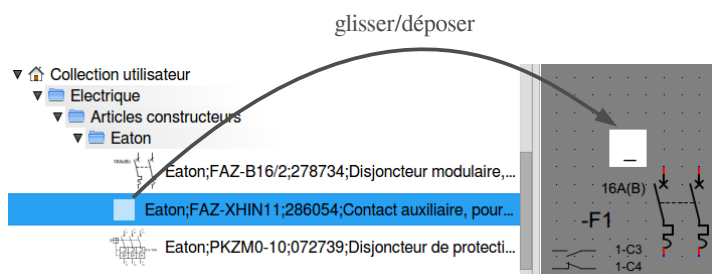 glisser/déposer
Collection utilisateur
Electrique
Articles constructeurs
Eaton
16A(B)
Eaton;FAZ-B16/2;278734;Disjoncteur modulaire,...
Eaton;FAZ-XHIN11;286054;Contact auxiliaire, pour...
Eaton;PKZM0-10;072739;Disjoncteur de protecti...
_
16A(B)
-F1
1-C3
1-C4